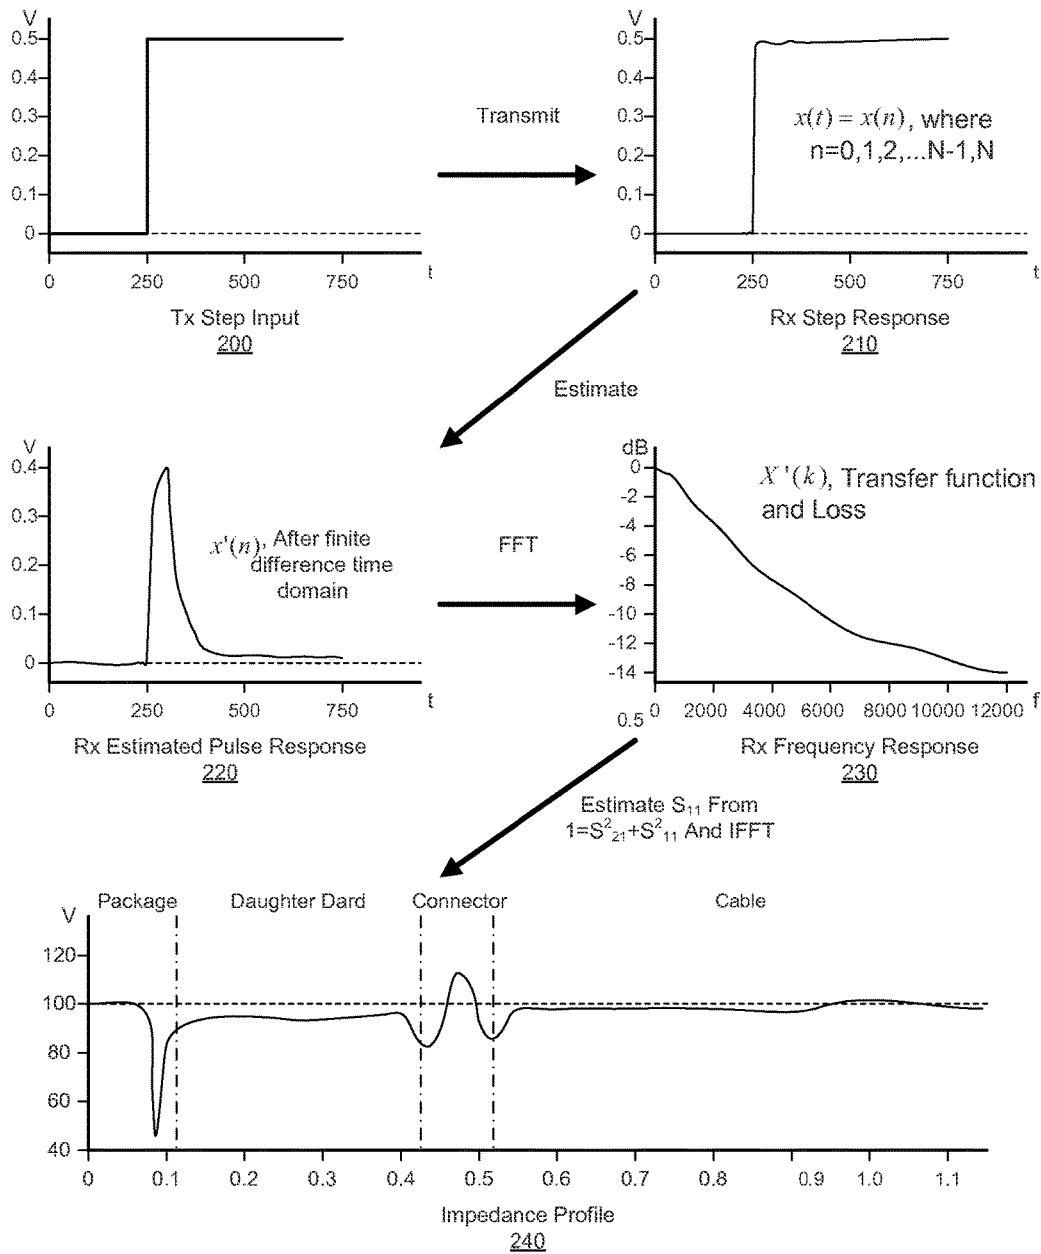 V
0.5
0.4
0.3
0.2
0.1
0
0 250 500 750 t
Tx Step Input
200
Transmit
V
0.5
0.4
0.3
0.2
0.1
0
x(t) = x(n), where
n=0,1,2,...N-1,N
0 250 500 750 t
Rx Step Response
210
Estimate
V
0.4
0.3
0.2
0.1
0
x'(n), After finite
difference time
domain
0 250 500 750 t
Rx Estimated Pulse Response
220
FFT
dB
0
-2
-4
-6
-8
-10
-12
-14
X'(k), Transfer function
and Loss
0.5
0 2000 4000 6000 8000 10000 12000 f
Rx Frequency Response
230
Estimate S11 From
1=S²21+S²11 And IFFT
Package Daughter Dard Connector Cable
V
120
100
80
60
40
0 0.1 0.2 0.3 0.4 0.5 0.6 0.7 0.8 0.9 1.0 1.1
Impedance Profile
240